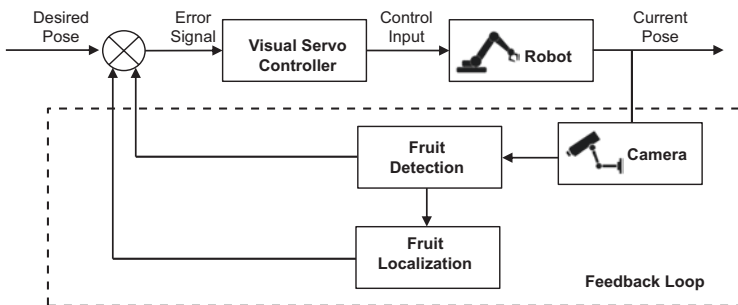 Desired
Pose
Error
Signal
Visual Servo
Controller
Control
Input
Robot
Current
Pose
Fruit
Detection
Camera
Fruit
Localization
Feedback Loop